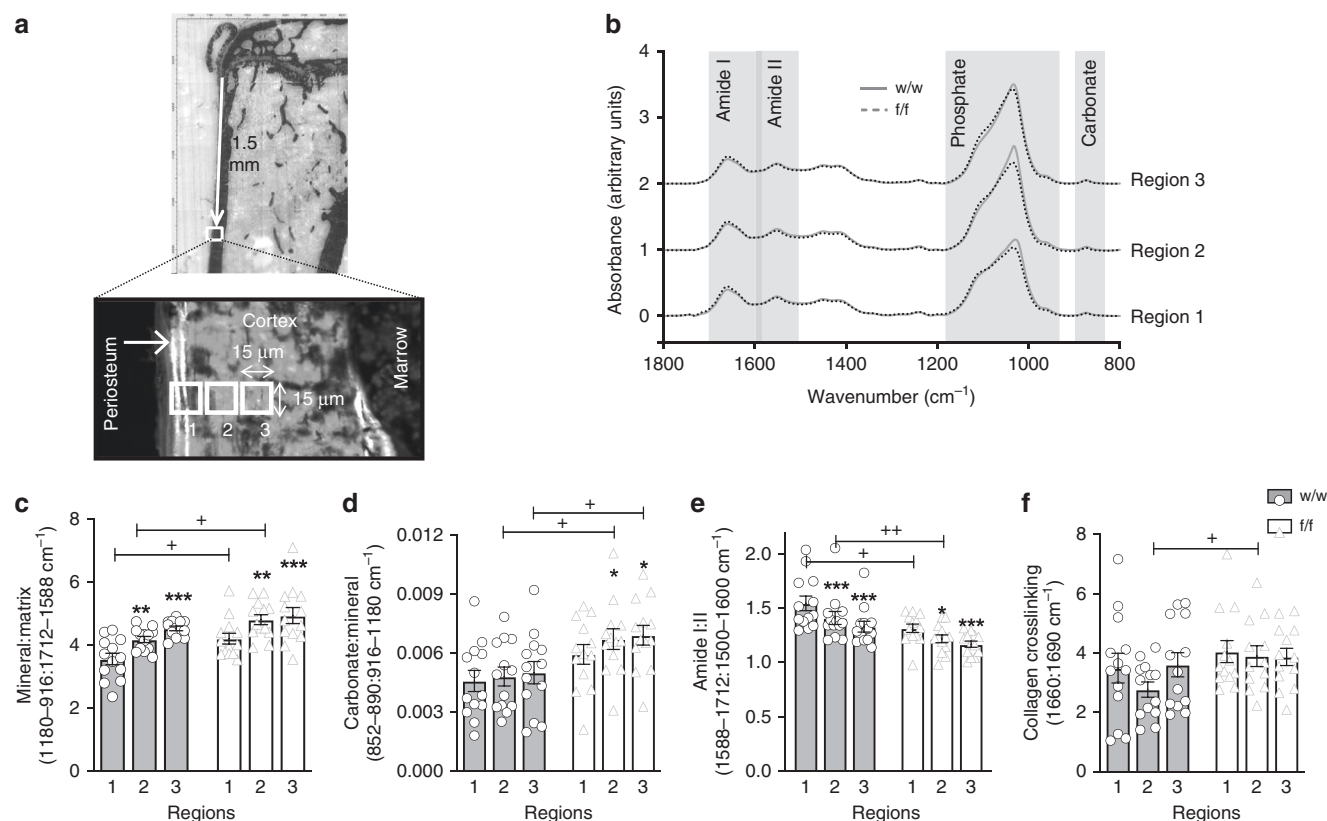 a
1.5
mm
Periosteum
Cortex
15 μm
15 μm
1
2
3
Marrow
b
Absorbance (arbitrary units)
4
3
2
1
0
Amide I
Amide II
Phosphate
Carbonate
w/w
f/f
Region 3
Region 2
Region 1
1800 1600 1400 1200 1000 800
Wavenumber (cm–1)
c
Mineral:matrix
(1180–916:1712–1588 cm–1)
8
6
4
2
0
+
+
** *** ** ***
1 2 3 1 2 3
Regions
d
Carbonate:mineral
(852–890:916–1180 cm–1)
0.012
0.009
0.006
0.003
0.000
+
+
* *
1 2 3 1 2 3
Regions
e
Amide I:II
(1588–1712:1500–1600 cm–1)
2.0
1.5
1.0
0.5
0.0
++
+
*** *** * ***
1 2 3 1 2 3
Regions
f
Collagen crosslinking
(1660:1690 cm–1)
8
6
4
2
0
+
1 2 3 1 2 3
Regions
w/w
f/f